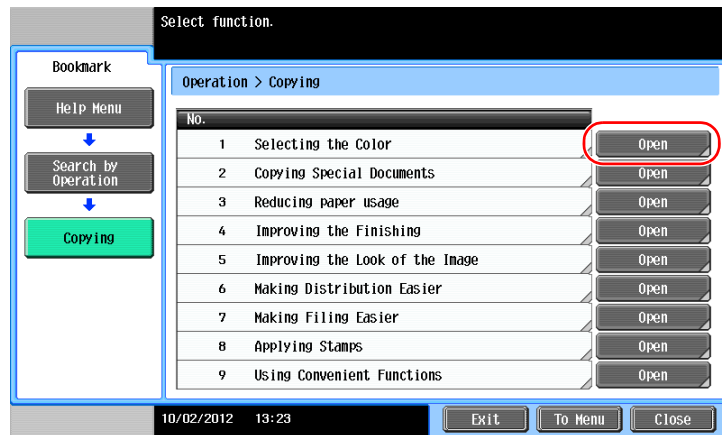 Select function.
Bookmark
Operation > Copying
Help Menu
No.
1 Selecting the Color Open
Search by
Operation
2 Copying Special Documents Open
3 Reducing paper usage Open
Copying
4 Improving the Finishing Open
5 Improving the Look of the Image Open
6 Making Distribution Easier Open
7 Making Filing Easier Open
8 Applying Stamps Open
9 Using Convenient Functions Open
10/02/2012 13:23 Exit To Menu Close